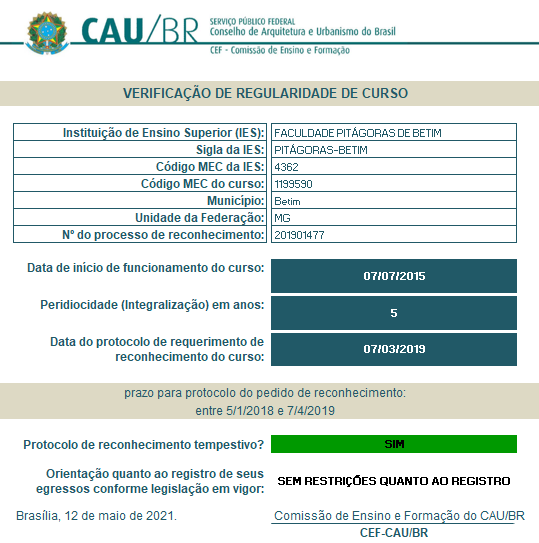 CAU/BR
SERVIÇO PÚBLICO FEDERAL
Conselho de Arquitetura e Urbanismo do Brasil
CEF - Comissão de Ensino e Formação
VERIFICAÇÃO DE REGULARIDADE DE CURSO
Instituição de Ensino Superior (IES): FACULDADE PITÁGORAS DE BETIM
Sigla da IES: PITÁGORAS-BETIM
Código MEC da IES: 4362
Código MEC do curso: 1199590
Município: Betim
Unidade da Federação: MG
Nº do processo de reconhecimento: 201901477
Data de início de funcionamento do curso: 07/07/2015
Peridiocidade (Integralização) em anos: 5
Data do protocolo de requerimento de
reconhecimento do curso: 07/03/2019
prazo para protocolo do pedido de reconhecimento:
entre 5/1/2018 e 7/4/2019
Protocolo de reconhecimento tempestivo? SIM
Orientação quanto ao registro de seus
egressos conforme legislação em vigor: SEM RESTRIÇÕES QUANTO AO REGISTRO
Brasília, 12 de maio de 2021. Comissão de Ensino e Formação do CAU/BR
CEF-CAU/BR